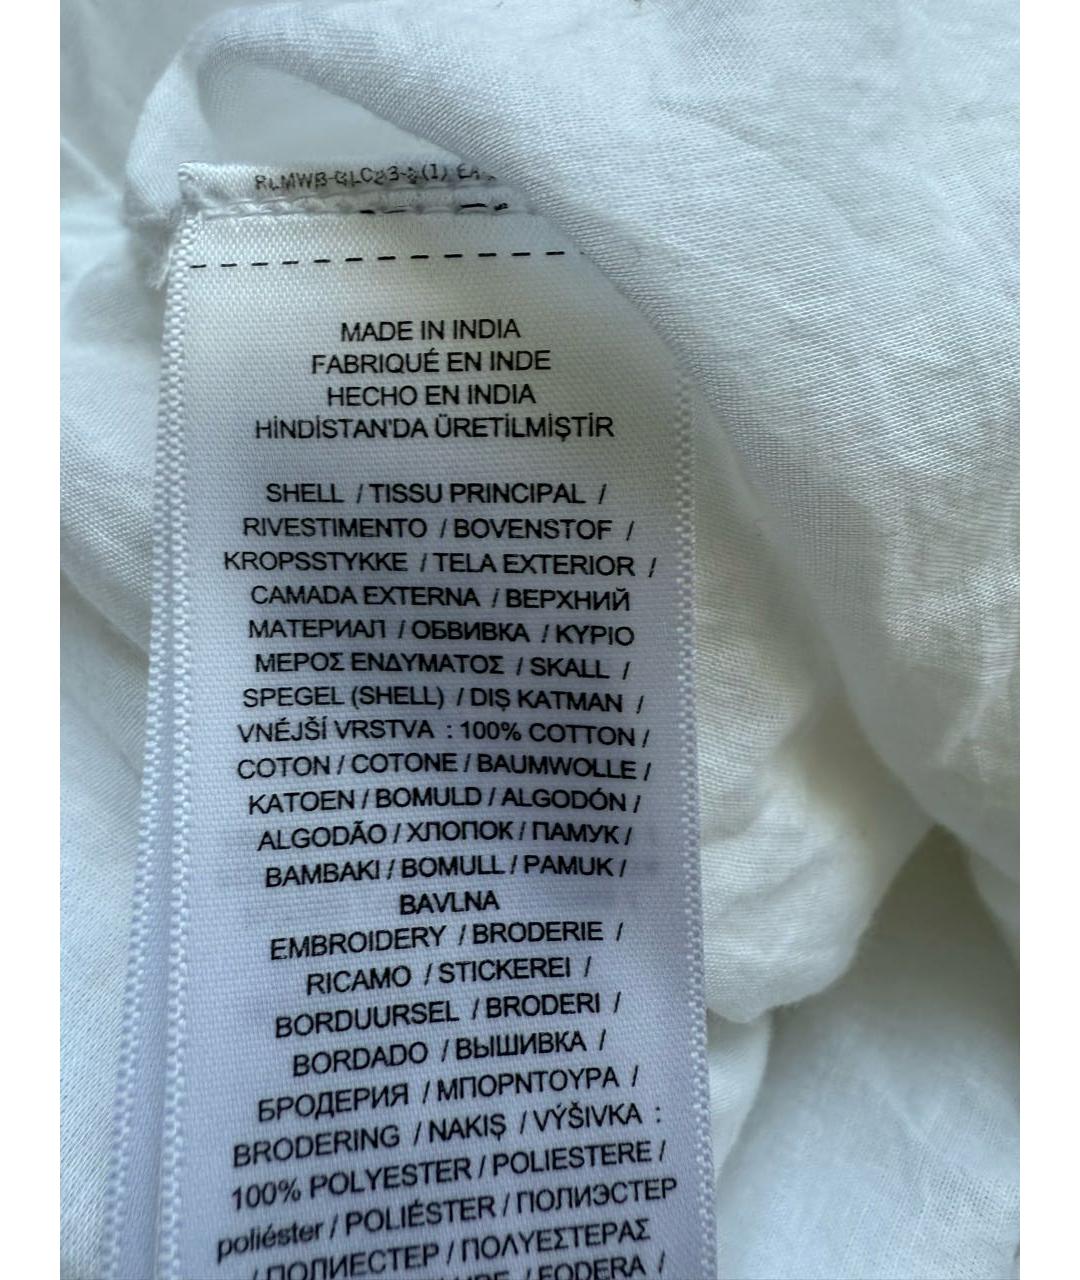 MADE IN INDIA
FABRIQUÉ EN INDE
HECHO EN INDIA
HİNDİSTAN'DA ÜRETİLMİŞTİR
SHELL / TISSU PRINCIPAL /
RIVESTIMENTO / BOVENSTOF /
KROPSSTYKKE / TELA EXTERIOR /
CAMADA EXTERNA / ВЕРХНИЙ
МАТЕРИАЛ / ОБВИВКА / ΚΥΡΙΟ
ΜΕΡΟΣ ΕΝΔΥΜΑΤΟΣ / SKALL /
SPEGEL (SHELL) / DIŞ KATMAN /
VNÉJŠÍ VRSTVA : 100% COTTON /
COTON / COTONE / BAUMWOLLE /
KATOEN / BOMULD / ALGODÓN /
ALGODÃO / ХЛОПОК / ПАМУК /
BAMBAKI / BOMULL / PAMUK /
BAVLNA
EMBROIDERY / BRODERIE /
RICAMO / STICKEREI /
BORDUURSEL / BRODERI /
BORDADO / ВЫШИВКА /
БРОДЕРИЯ / ΜΠΟΡΝΤΟΥΡΑ /
BRODERING / NAKIŞ / VÝŠIVKA :
100% POLYESTER / POLIESTERE /
poliéster / POLIÉSTER / ПОЛИЭСТЕР
/ ПОЛИЕСТЕР / ΠΟΛΥΕΣΤΕΡΑΣ
/ FODERA /